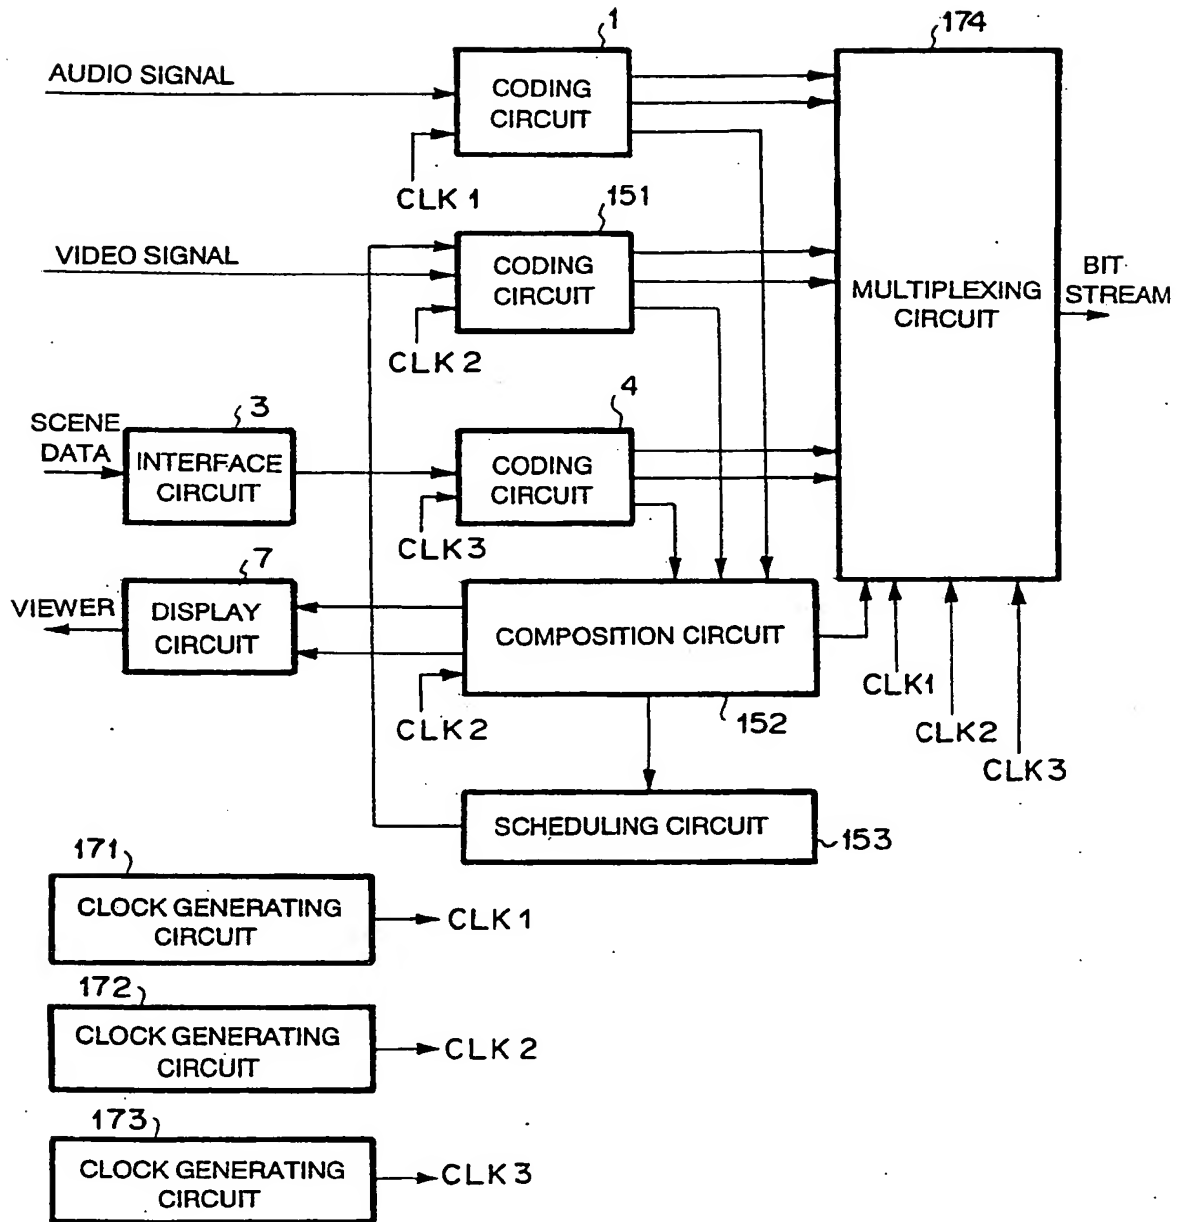 1
174
AUDIO SIGNAL
CODING
CIRCUIT
CLK 1
151
VIDEO SIGNAL
CODING
CIRCUIT
CLK 2
MULTIPLEXING
CIRCUIT
BIT
STREAM
SCENE
DATA
3
INTERFACE
CIRCUIT
4
CODING
CIRCUIT
CLK3
7
VIEWER
DISPLAY
CIRCUIT
COMPOSITION CIRCUIT
CLK2
152
CLK1
CLK2
CLK3
SCHEDULING CIRCUIT
153
171
CLOCK GENERATING
CIRCUIT
CLK 1
172
CLOCK GENERATING
CIRCUIT
CLK 2
173
CLOCK GENERATING
CIRCUIT
CLK 3